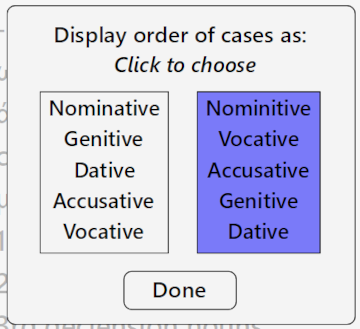 Display order of cases as:
Click to choose
Nominative
Genitive
Dative
Accusative
Vocative
Nominitive
Vocative
Accusative
Genitive
Dative
Done